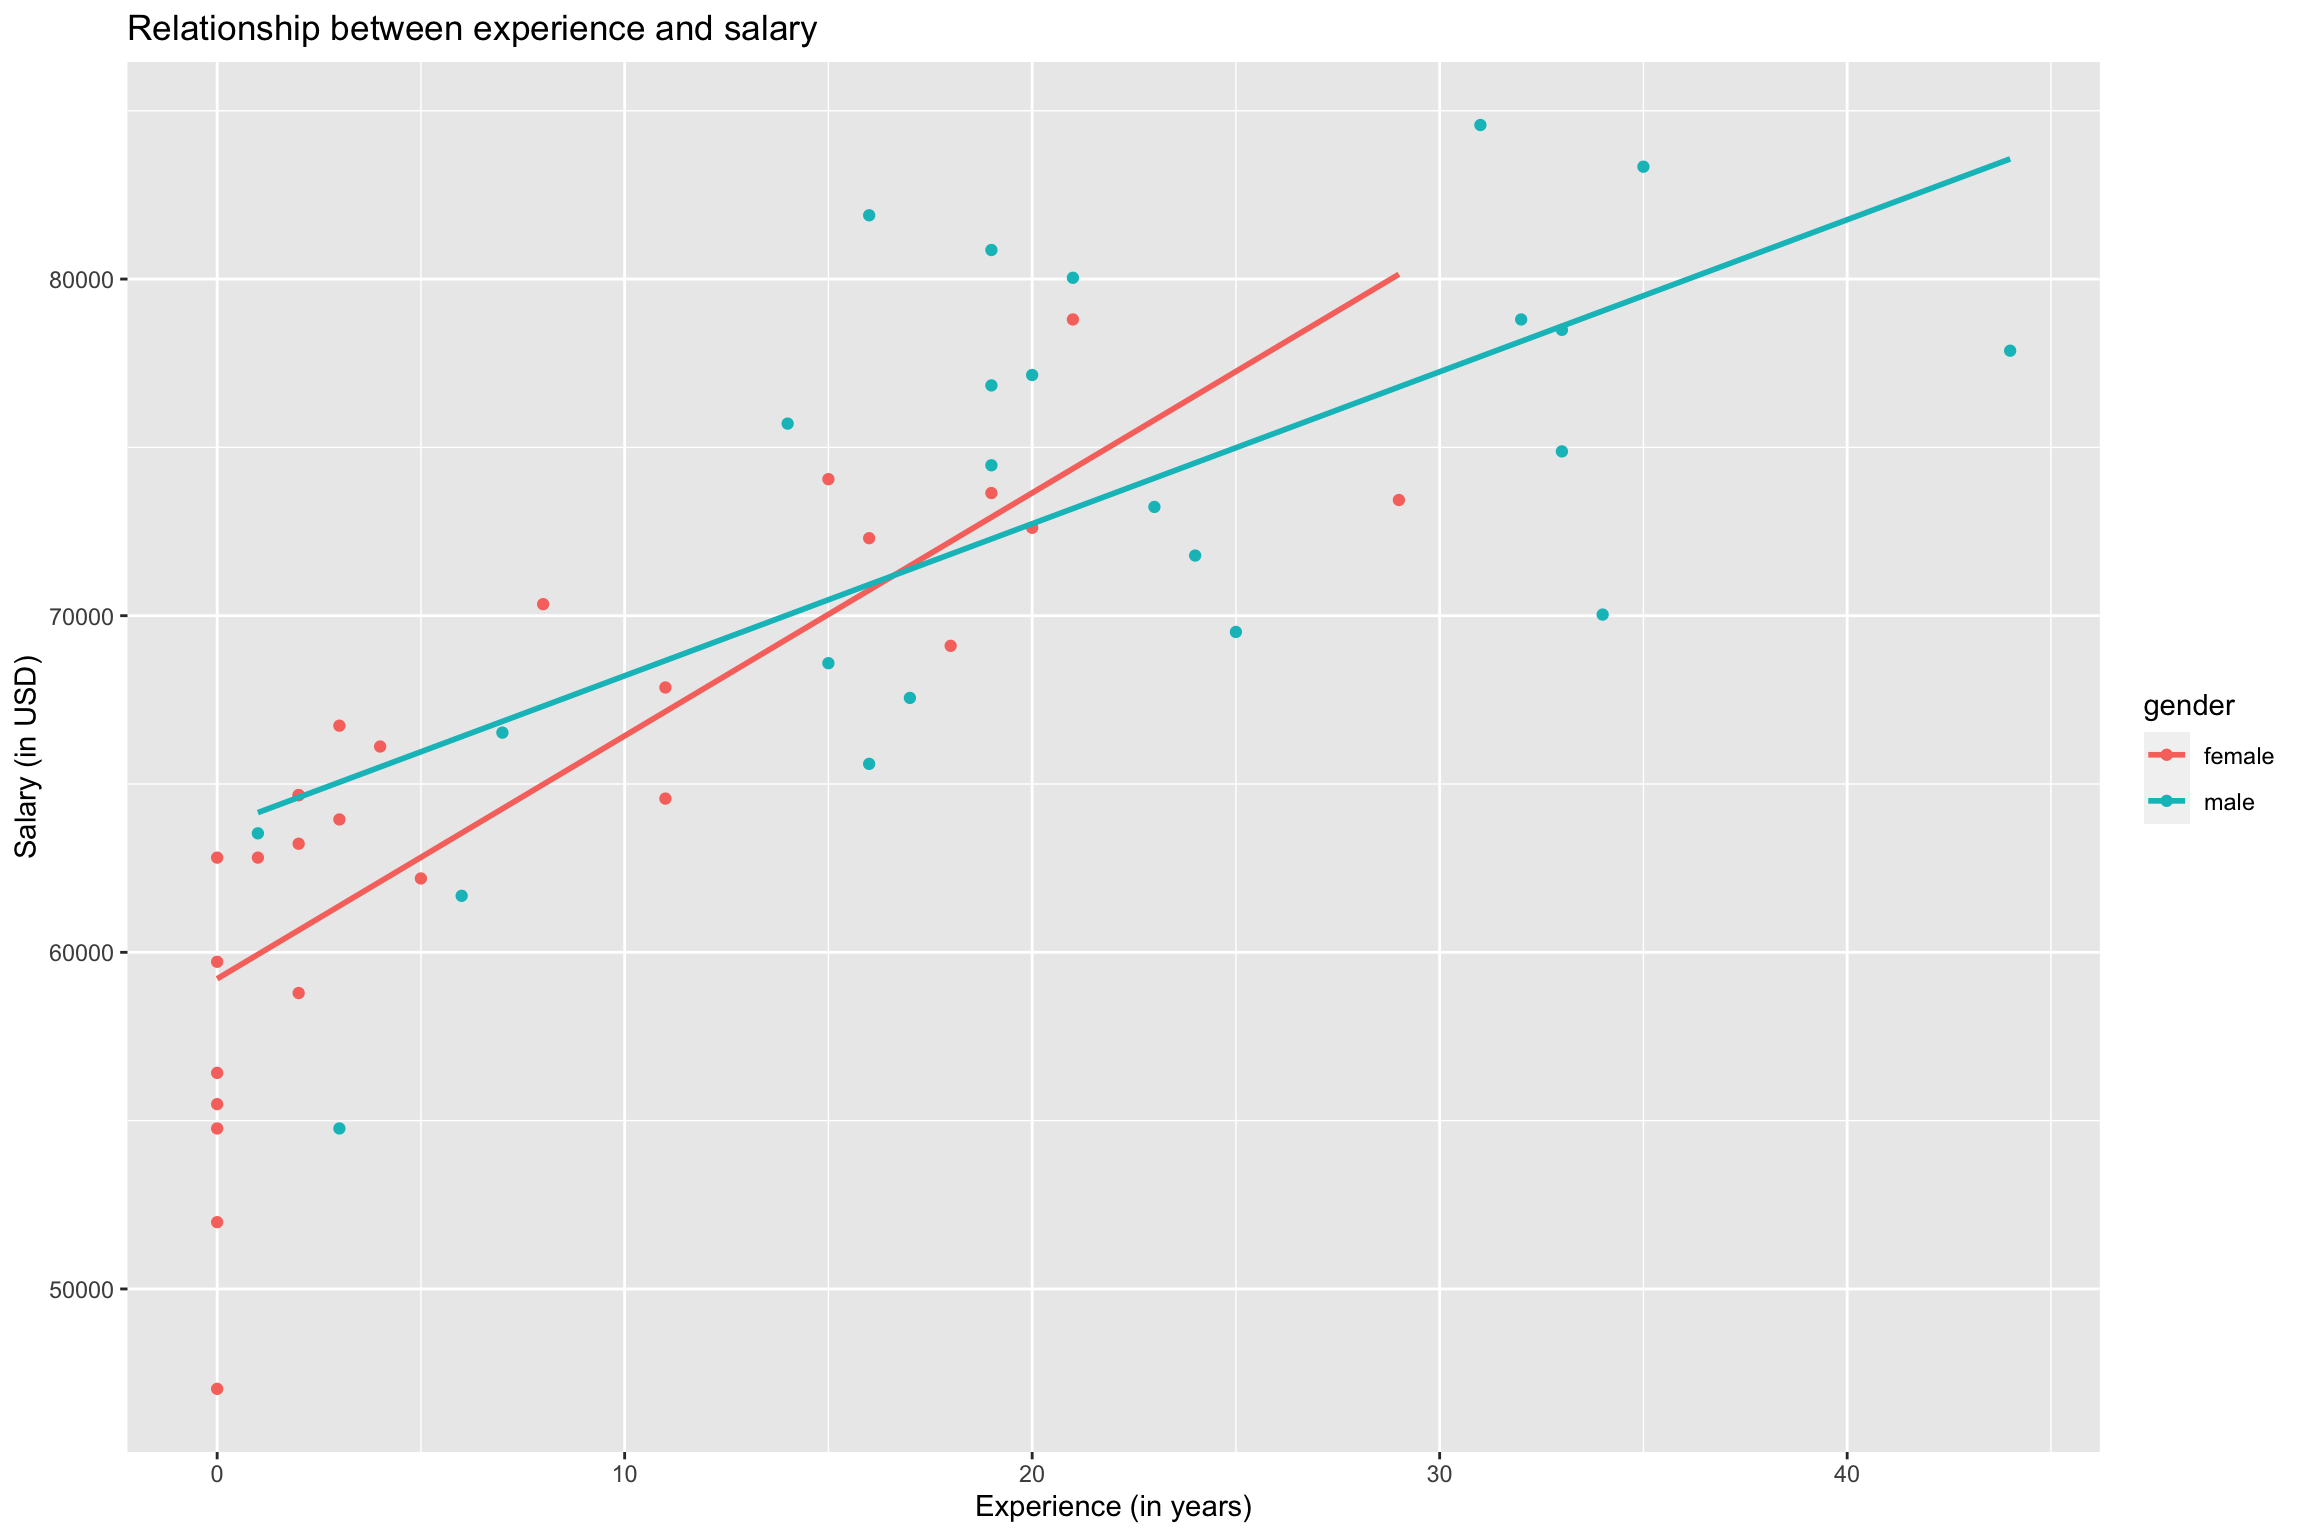 Relationship between experience and salary
80000
70000
60000
50000
Salary (in USD)
0 10 20 30 40
Experience (in years)
gender
female
male